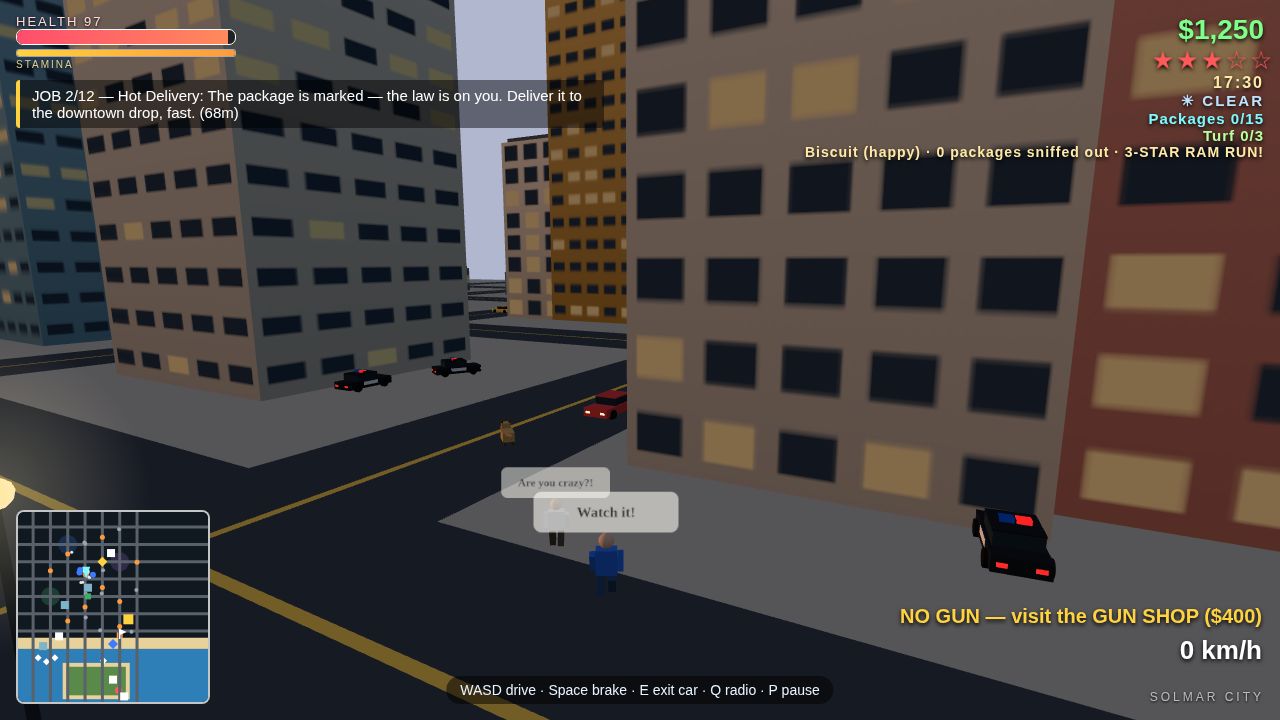 HEALTH 97
STAMINA
JOB 2/12 — Hot Delivery: The package is marked — the law is on you. Deliver it to
the downtown drop, fast. (68m)
$1,250
★★★☆☆
17:30
☀ CLEAR
Packages 0/15
Turf 0/3
Biscuit (happy) · 0 packages sniffed out · 3-STAR RAM RUN!
Are you crazy?!
Watch it!
NO GUN — visit the GUN SHOP ($400)
0 km/h
WASD drive · Space brake · E exit car · Q radio · P pause
SOLMAR CITY